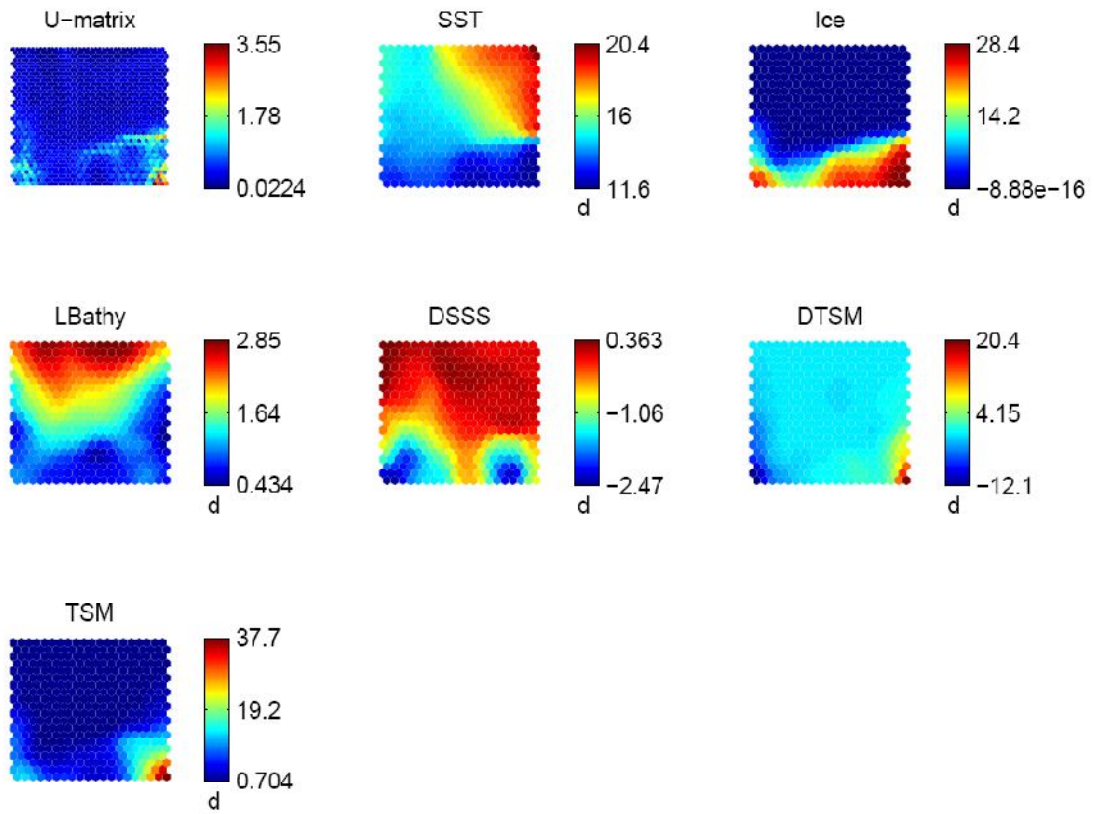 U−matrix
3.55
1.78
0.0224
SST
20.4
16
11.6
d
Ice
28.4
14.2
−8.88e−16
d
LBathy
2.85
1.64
0.434
d
DSSS
0.363
−1.06
−2.47
d
DTSM
20.4
4.15
−12.1
d
TSM
37.7
19.2
0.704
d